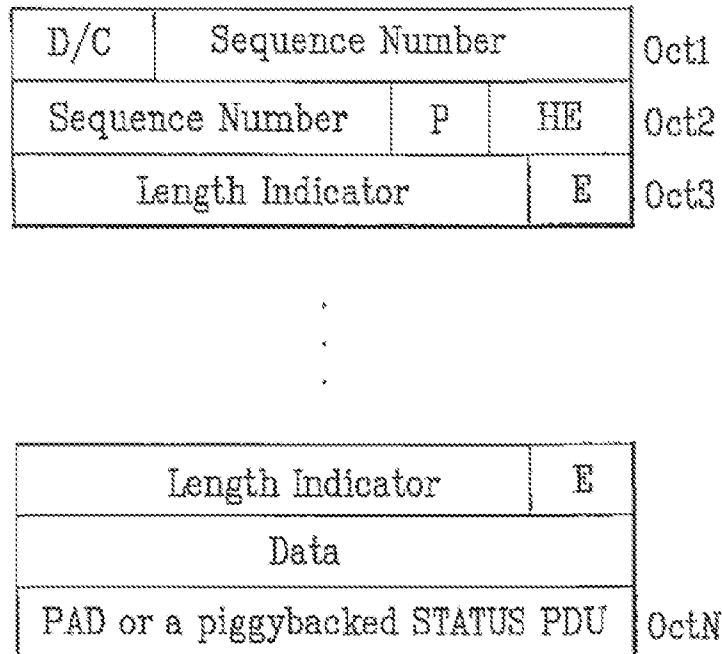 D/C Sequence Number Oct1
Sequence Number P HE Oct2
Length Indicator E Oct3
Length Indicator E
Data
PAD or a piggybacked STATUS PDU OctN